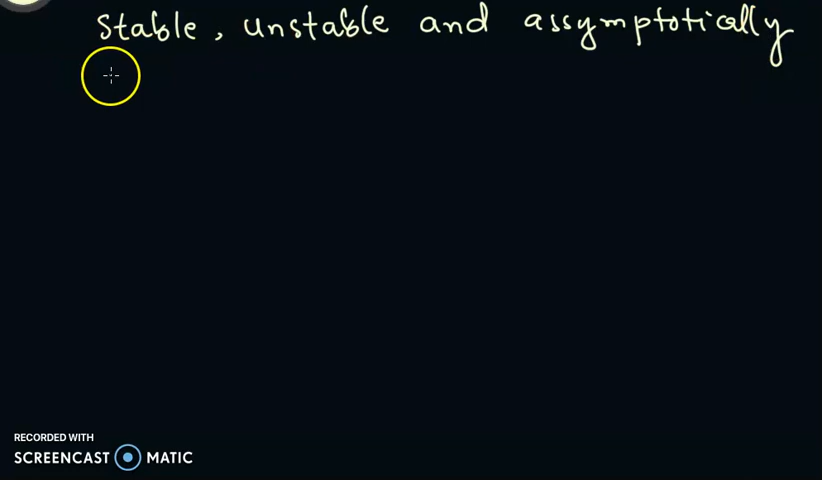 Stable, unstable and assymptotically
RECORDED WITH
SCREENCAST MATIC